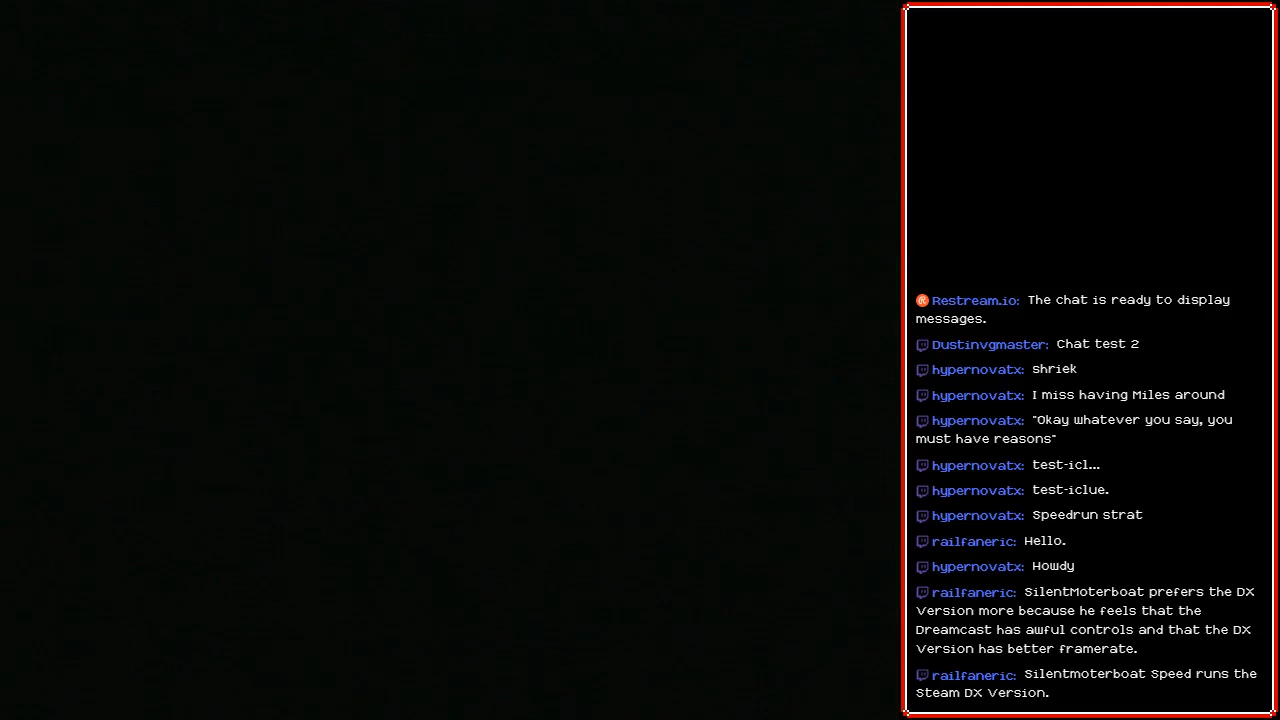 Restream.io: The chat is ready to display
messages.
Dustinvgmaster: Chat test 2
hypernovatx: shriek
hypernovatx: I miss having Miles around
hypernovatx: "Okay whatever you say, you
must have reasons"
hypernovatx: test-icl...
hypernovatx: test-iclue.
hypernovatx: Speedrun strat
railfaneric: Hello.
hypernovatx: Howdy
railfaneric: SilentMoterboat prefers the DX
Version more because he feels that the
Dreamcast has awful controls and that the DX
Version has better framerate.
railfaneric: Silentmoterboat Speed runs the
Steam DX Version.